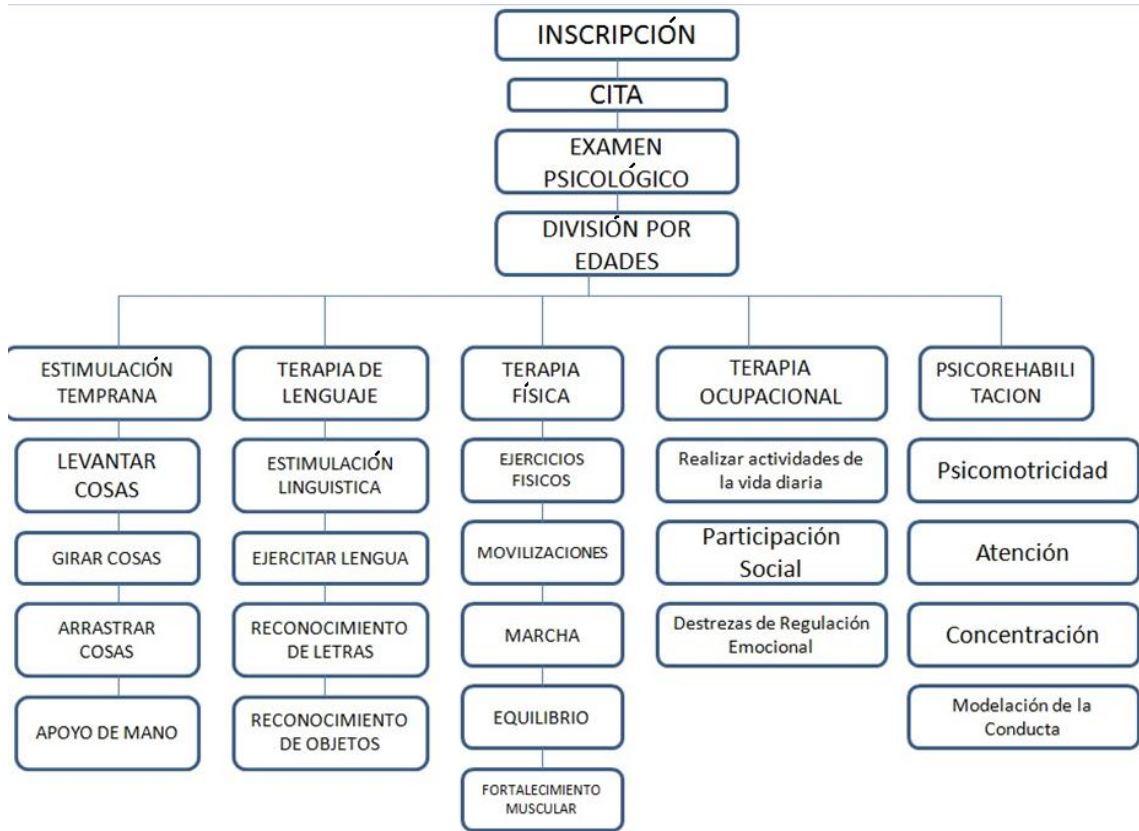 INSCRIPCIÓN
CITA
EXAMEN
PSICOLÓGICO
DIVISIÓN POR
EDADES
ESTIMULACIÓN
TEMPRANA
LEVANTAR
COSAS
GIRAR COSAS
ARRASTRAR
COSAS
APOYO DE MANO
TERAPIA DE
LENGUAJE
ESTIMULACIÓN
LINGUISTICA
EJERCITAR LENGUA
RECONOCIMIENTO
DE LETRAS
RECONOCIMIENTO
DE OBJETOS
TERAPIA
FÍSICA
EJERCICIOS
FISICOS
MOVILIZACIONES
MARCHA
EQUILIBRIO
FORTALECIMIENTO
MUSCULAR
TERAPIA
OCUPACIONAL
Realizar actividades de
la vida diaria
Participación
Social
Destrezas de Regulación
Emocional
PSICOREHABILI
TACION
Psicomotricidad
Atención
Concentración
Modelación de la
Conducta